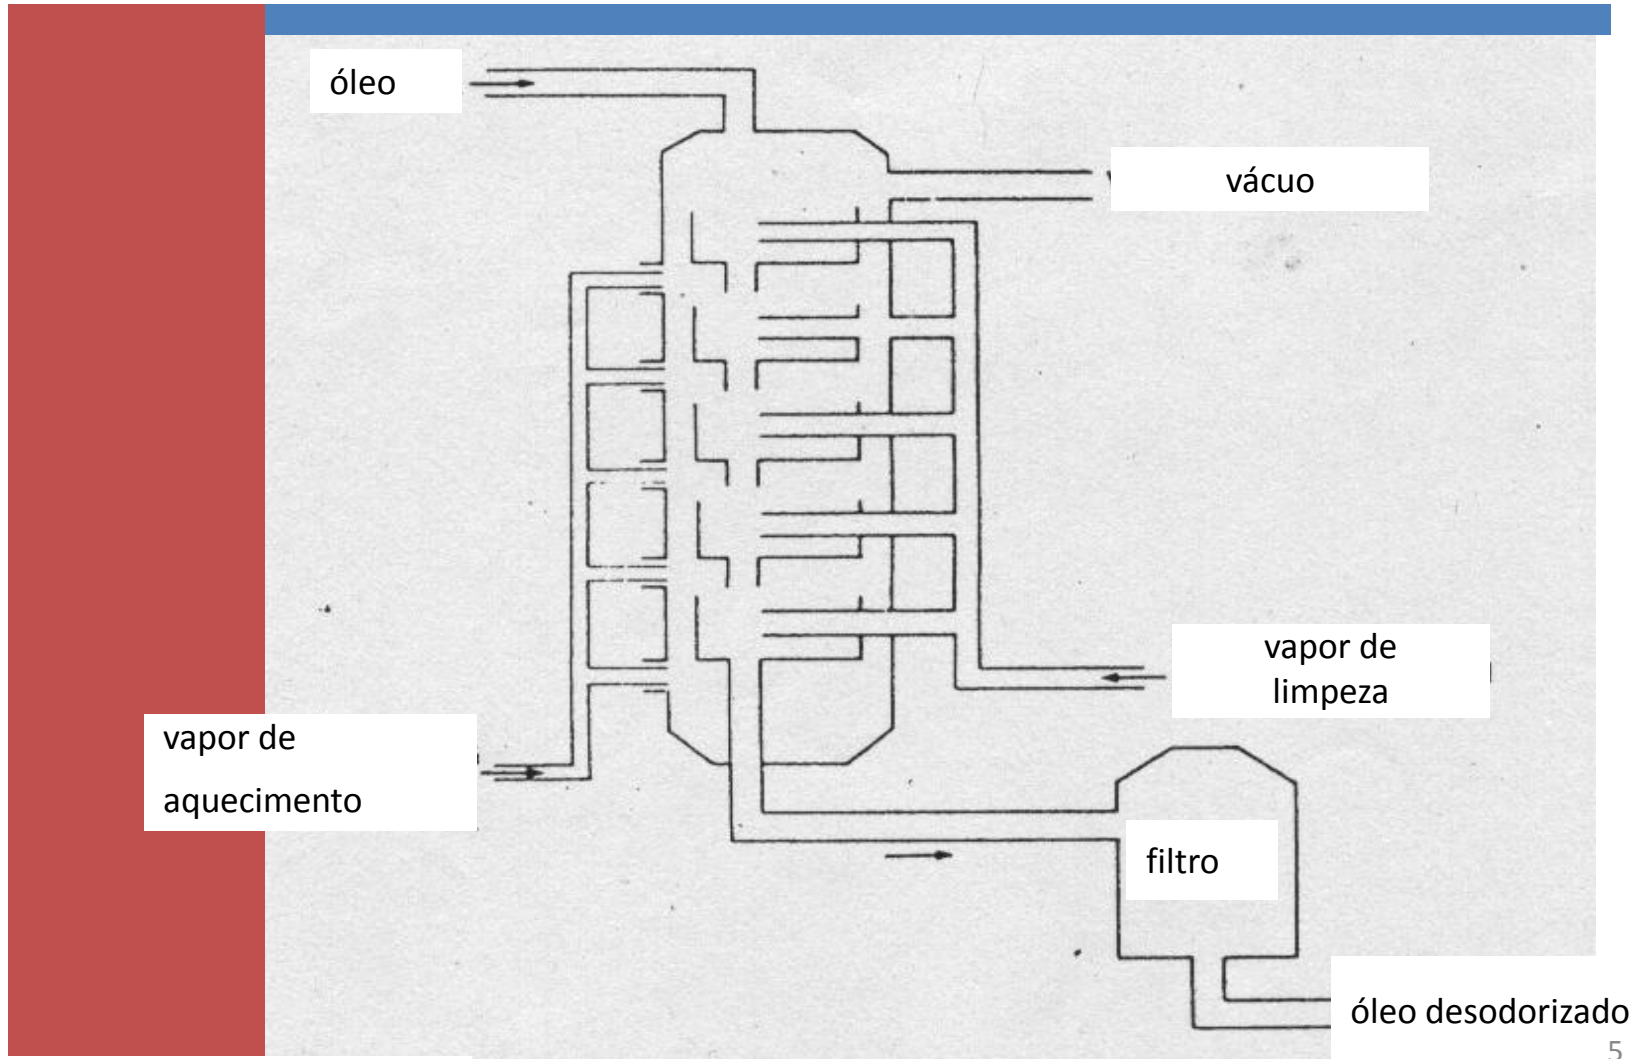 óleo
vácuo
vapor de
limpeza
vapor de
aquecimento
filtro
óleo desodorizado
5